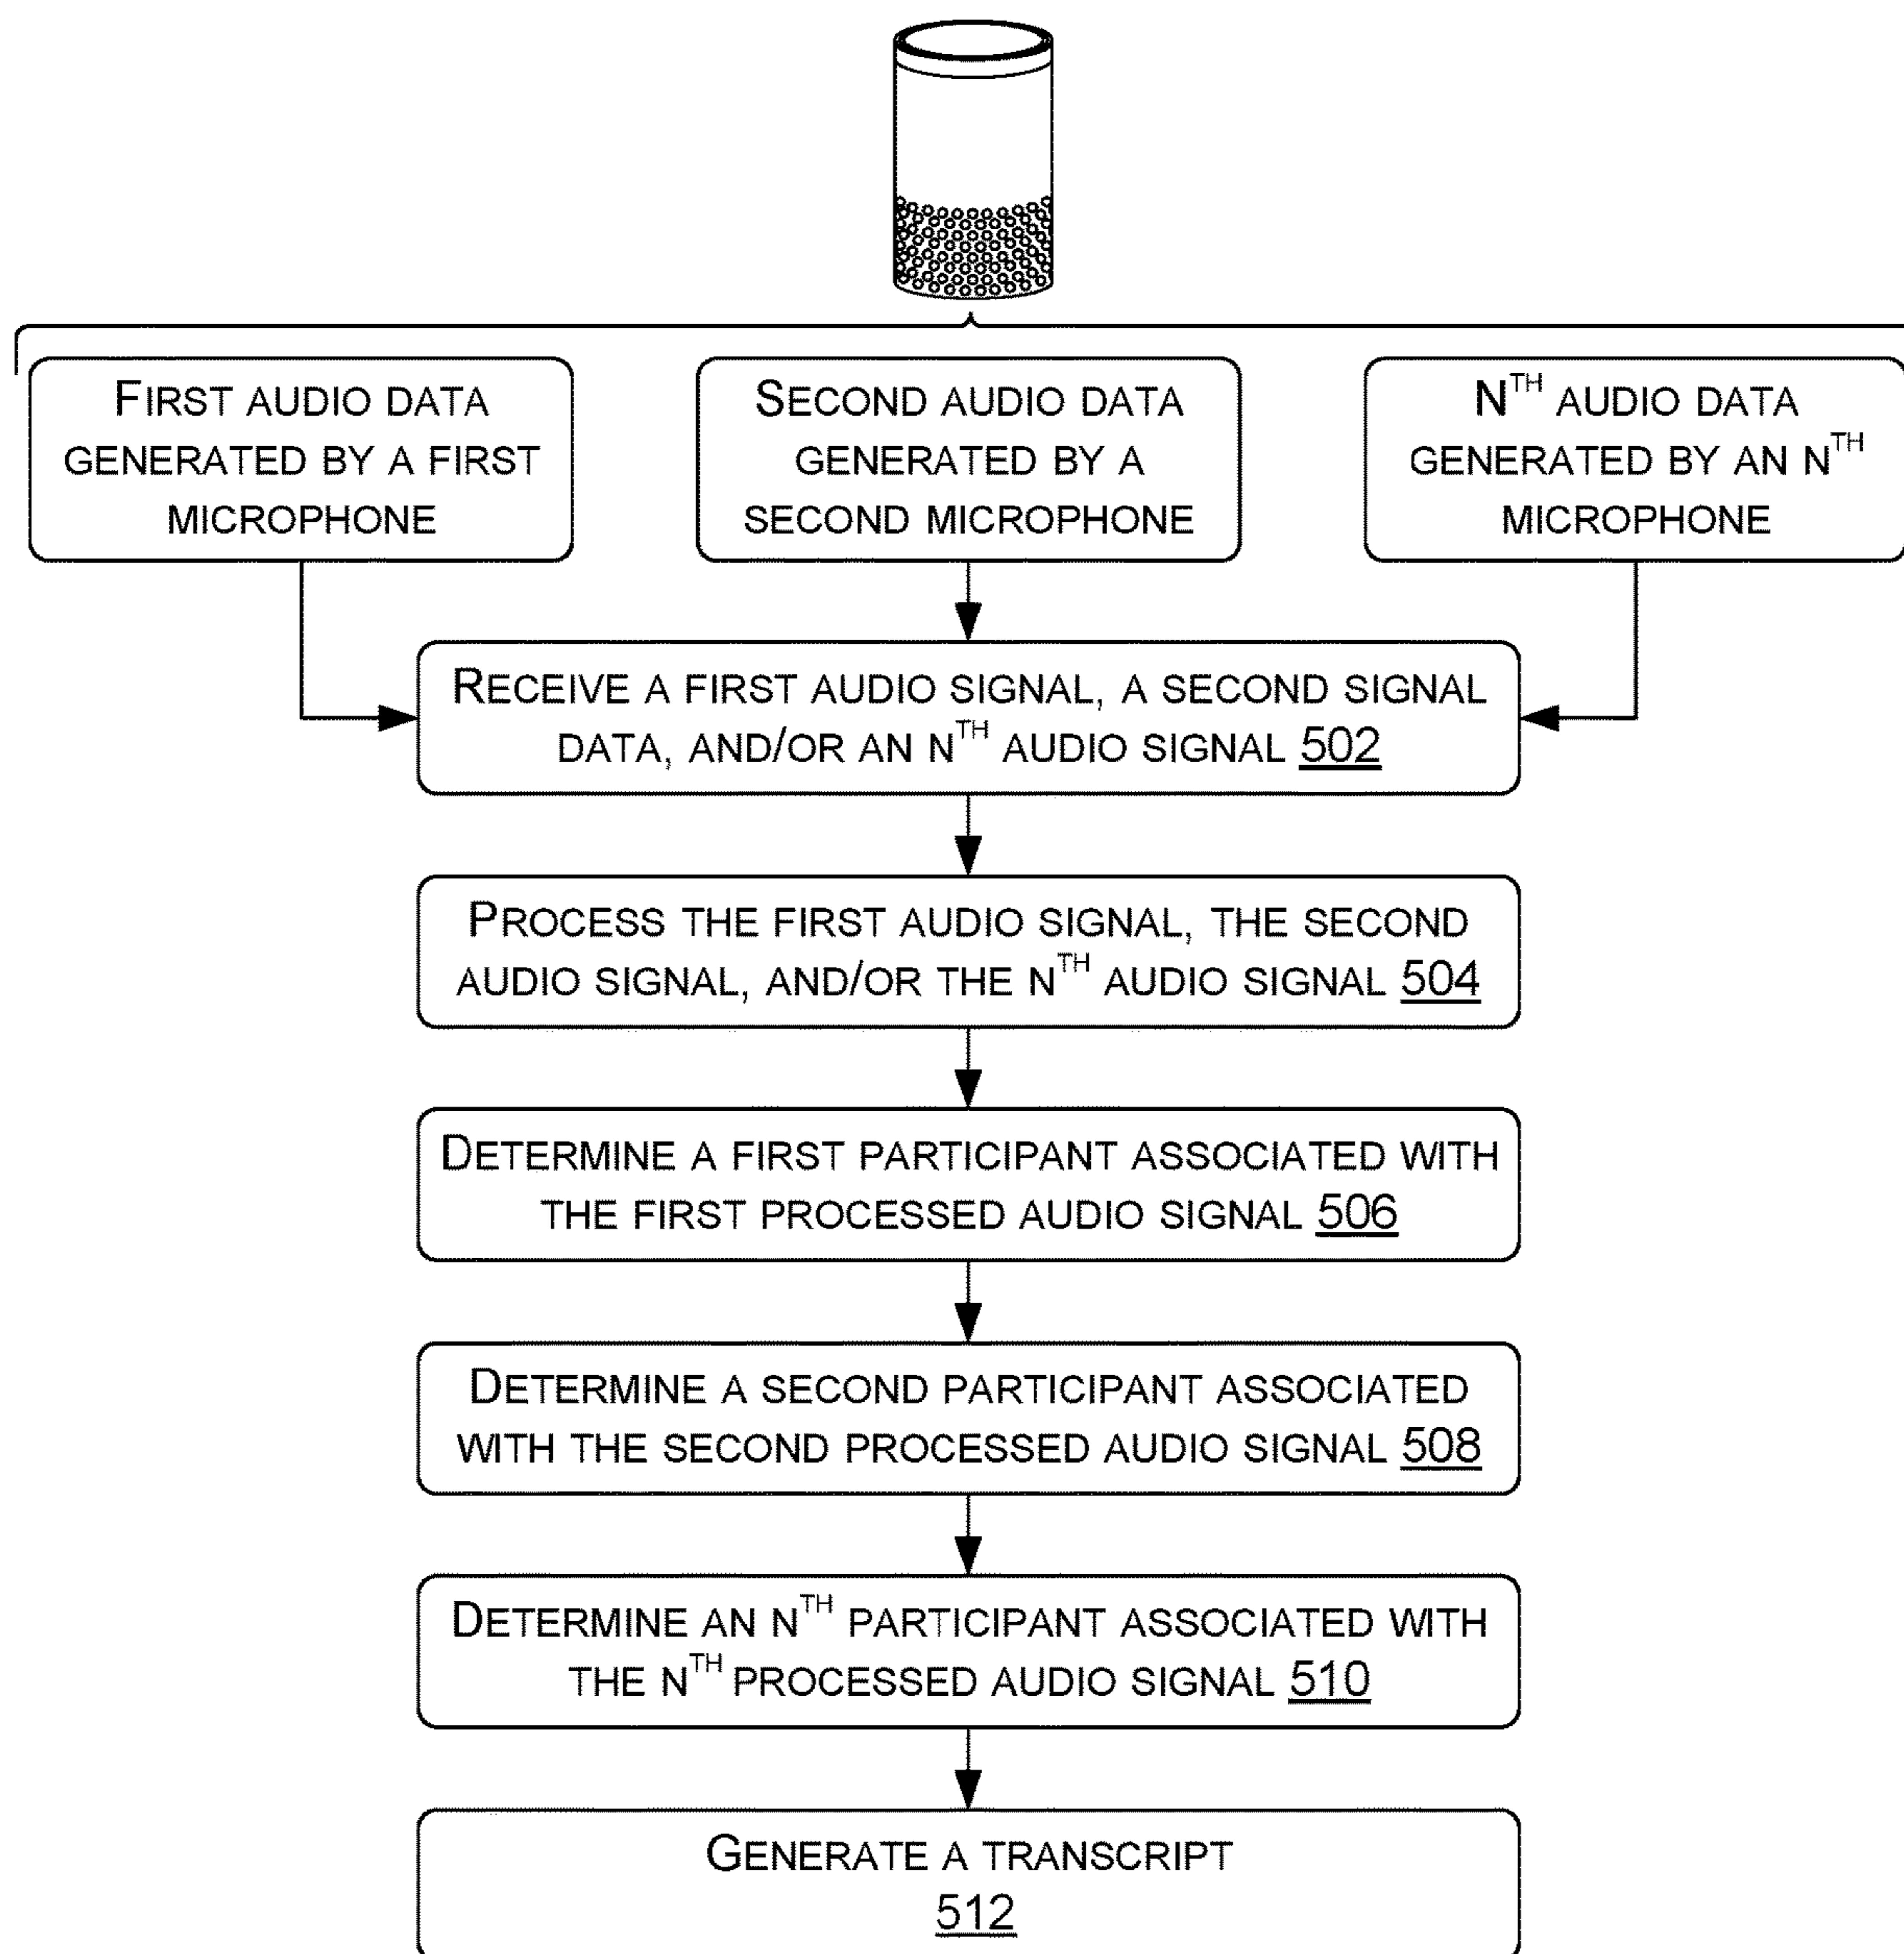 FIRST AUDIO DATA
GENERATED BY A FIRST
MICROPHONE
SECOND AUDIO DATA
GENERATED BY A
SECOND MICROPHONE
NTH AUDIO DATA
GENERATED BY AN NTH
MICROPHONE
RECEIVE A FIRST AUDIO SIGNAL, A SECOND SIGNAL
DATA, AND/OR AN NTH AUDIO SIGNAL 502
PROCESS THE FIRST AUDIO SIGNAL, THE SECOND
AUDIO SIGNAL, AND/OR THE NTH AUDIO SIGNAL 504
DETERMINE A FIRST PARTICIPANT ASSOCIATED WITH
THE FIRST PROCESSED AUDIO SIGNAL 506
DETERMINE A SECOND PARTICIPANT ASSOCIATED
WITH THE SECOND PROCESSED AUDIO SIGNAL 508
DETERMINE AN NTH PARTICIPANT ASSOCIATED WITH
THE NTH PROCESSED AUDIO SIGNAL 510
GENERATE A TRANSCRIPT
512